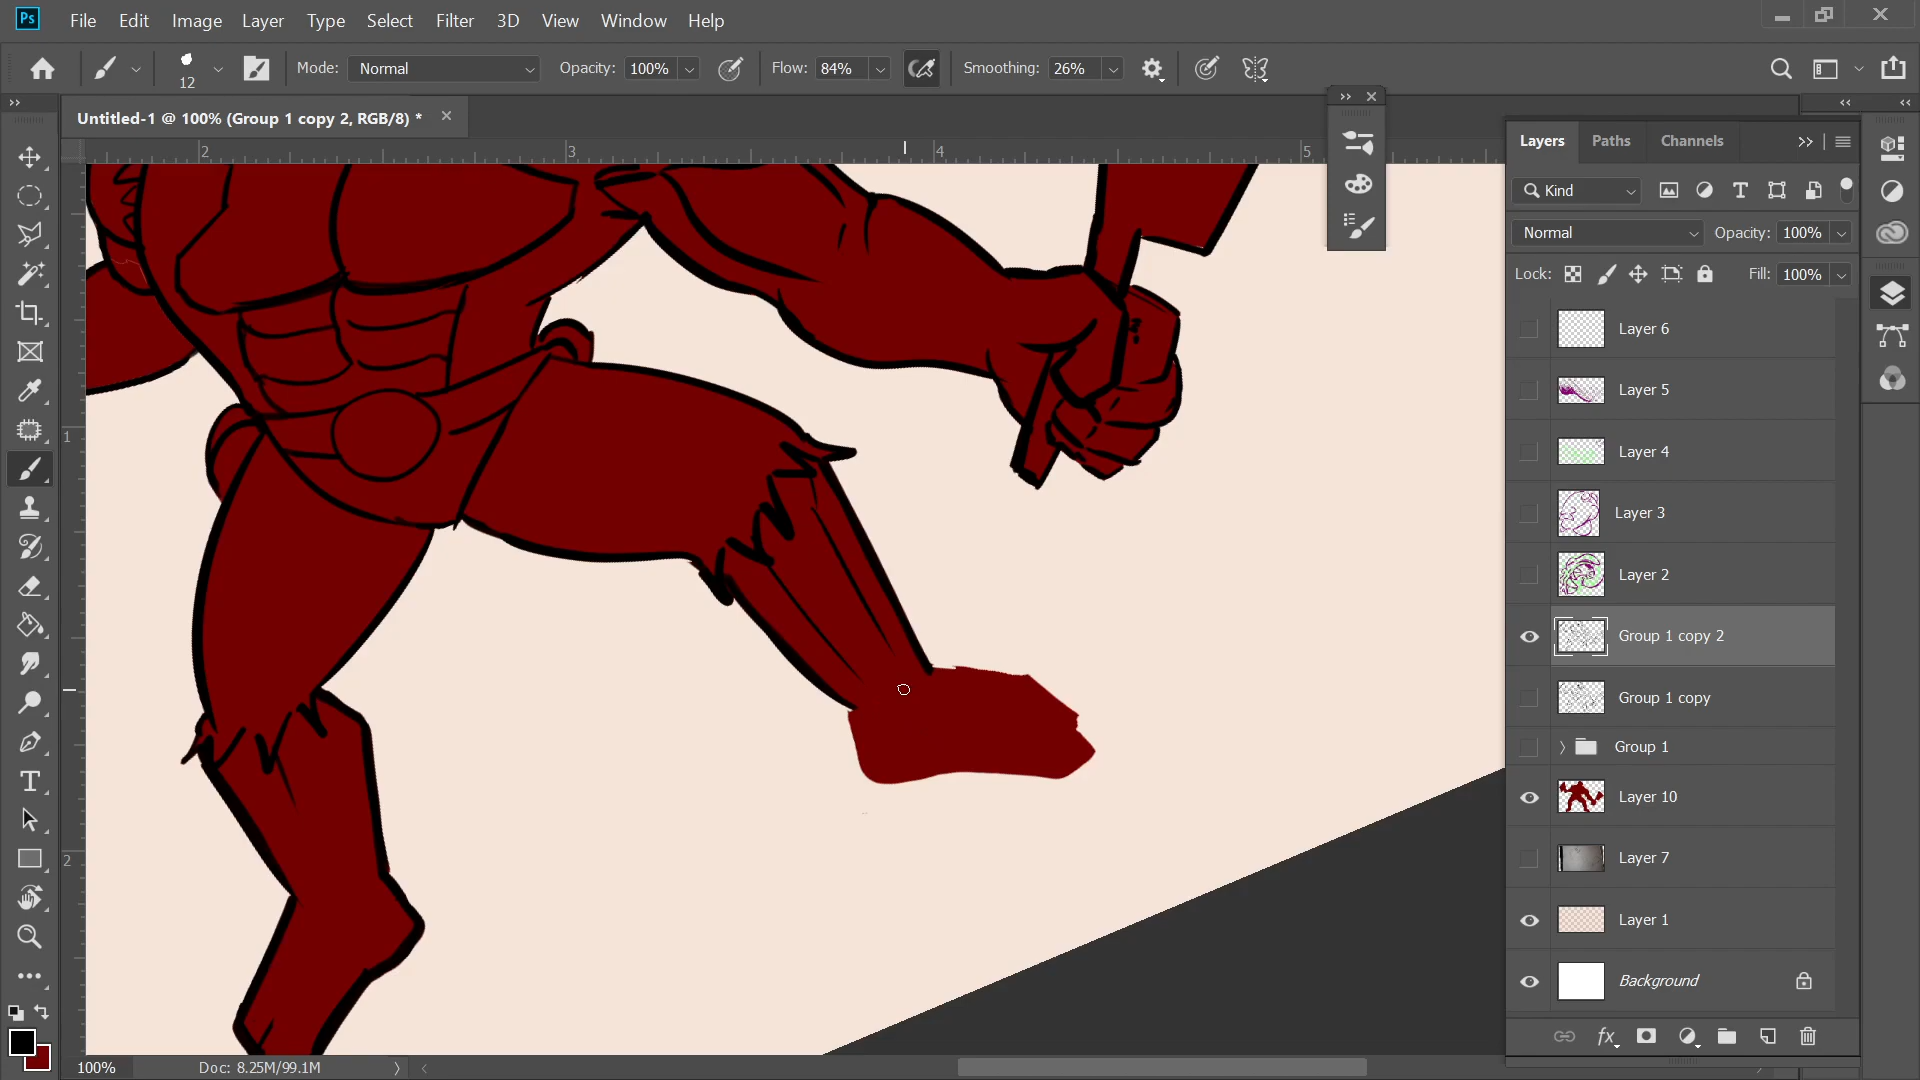 Ps File Edit Image Layer Type Select Filter 3D View Window Help
12 Mode: Normal Opacity: 100% Flow: 84% Smoothing: 26%
Untitled-1 @ 100% (Group 1 copy 2, RGB/8) *
2 3 4 5
1
2
Layers Paths Channels
Kind
Normal Opacity: 100%
Lock: Fill: 100%
Layer 6
Layer 5
Layer 4
Layer 3
Layer 2
Group 1 copy 2
Group 1 copy
Group 1
Layer 10
Layer 7
Layer 1
Background
fx
100% Doc: 8.25M/99.1M